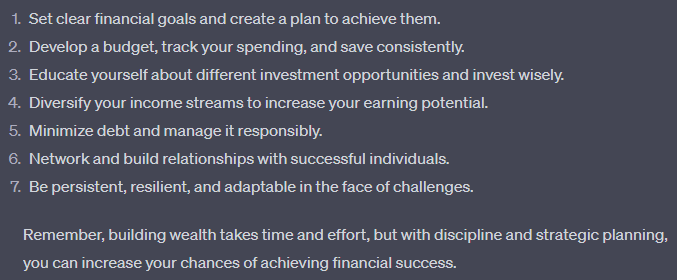 1. Set clear financial goals and create a plan to achieve them.
2. Develop a budget, track your spending, and save consistently.
3. Educate yourself about different investment opportunities and invest wisely.
4. Diversify your income streams to increase your earning potential.
5. Minimize debt and manage it responsibly.
6. Network and build relationships with successful individuals.
7. Be persistent, resilient, and adaptable in the face of challenges.
Remember, building wealth takes time and effort, but with discipline and strategic planning,
you can increase your chances of achieving financial success.